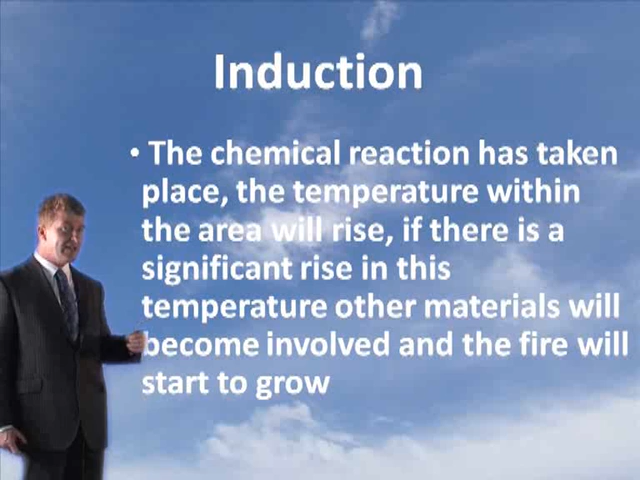 Induction
• The chemical reaction has taken
place, the temperature within
the area will rise, if there is a
significant rise in this
temperature other materials will
become involved and the fire will
start to grow